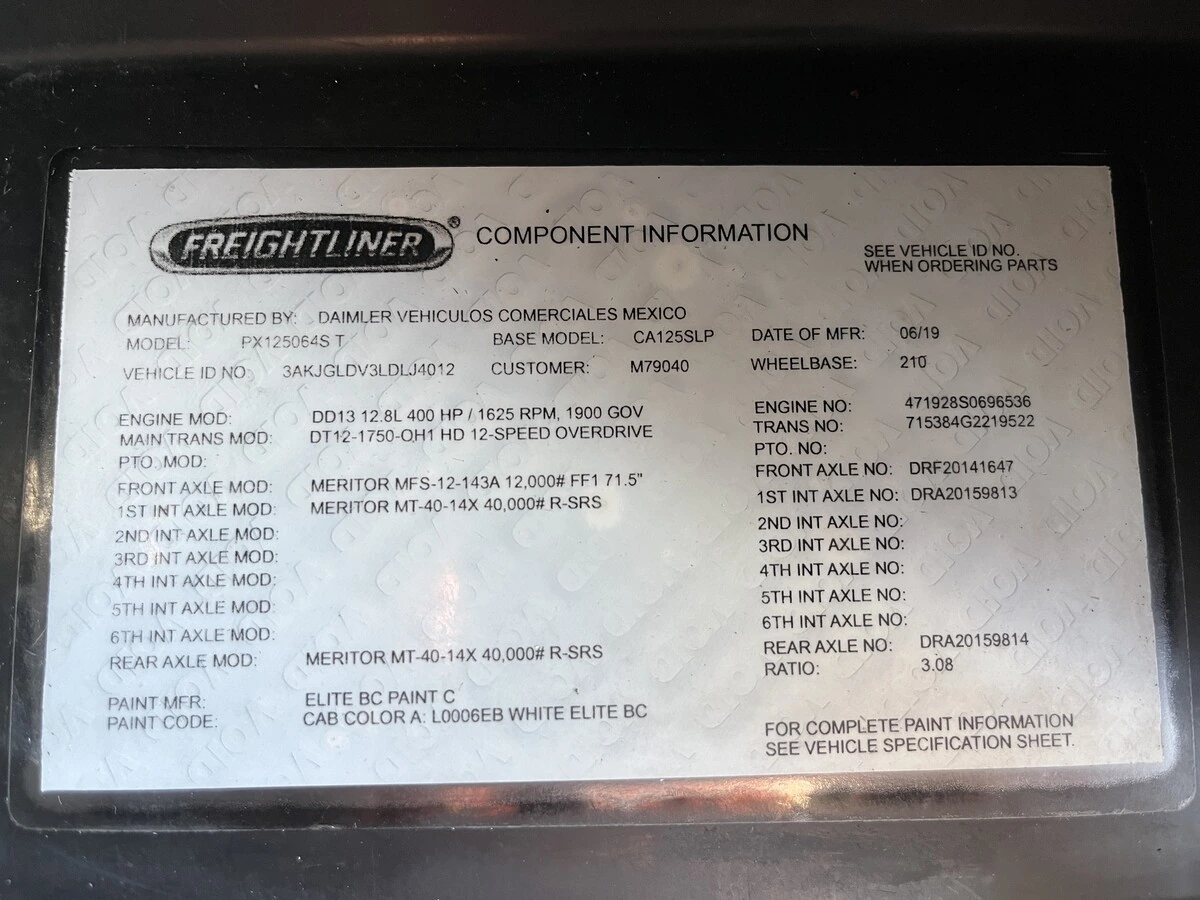 FREIGHTLINER® COMPONENT INFORMATION
SEE VEHICLE ID NO.
WHEN ORDERING PARTS
MANUFACTURED BY: DAIMLER VEHICULOS COMERCIALES MEXICO
MODEL: PX125064S T BASE MODEL: CA125SLP DATE OF MFR: 06/19
VEHICLE ID NO 3AKJGLDV3LDLJ4012 CUSTOMER: M79040 WHEELBASE: 210
ENGINE MOD: DD13 12.8L 400 HP / 1625 RPM, 1900 GOV ENGINE NO: 471928S0696536
MAIN TRANS MOD: DT12-1750-OH1 HD 12-SPEED OVERDRIVE TRANS NO: 715384G2219522
PTO. MOD: PTO. NO:
FRONT AXLE MOD: MERITOR MFS-12-143A 12,000# FF1 71.5" FRONT AXLE NO: DRF20141647
1ST INT AXLE MOD: MERITOR MT-40-14X 40,000# R-SRS 1ST INT AXLE NO: DRA20159813
2ND INT AXLE MOD: 2ND INT AXLE NO:
3RD INT AXLE MOD: 3RD INT AXLE NO:
4TH INT AXLE MOD: 4TH INT AXLE NO:
5TH INT AXLE MOD: 5TH INT AXLE NO:
6TH INT AXLE MOD: 6TH INT AXLE NO:
REAR AXLE MOD: MERITOR MT-40-14X 40,000# R-SRS REAR AXLE NO: DRA20159814
RATIO: 3.08
PAINT MFR: ELITE BC PAINT C
PAINT CODE: CAB COLOR A: L0006EB WHITE ELITE BC
FOR COMPLETE PAINT INFORMATION
SEE VEHICLE SPECIFICATION SHEET.